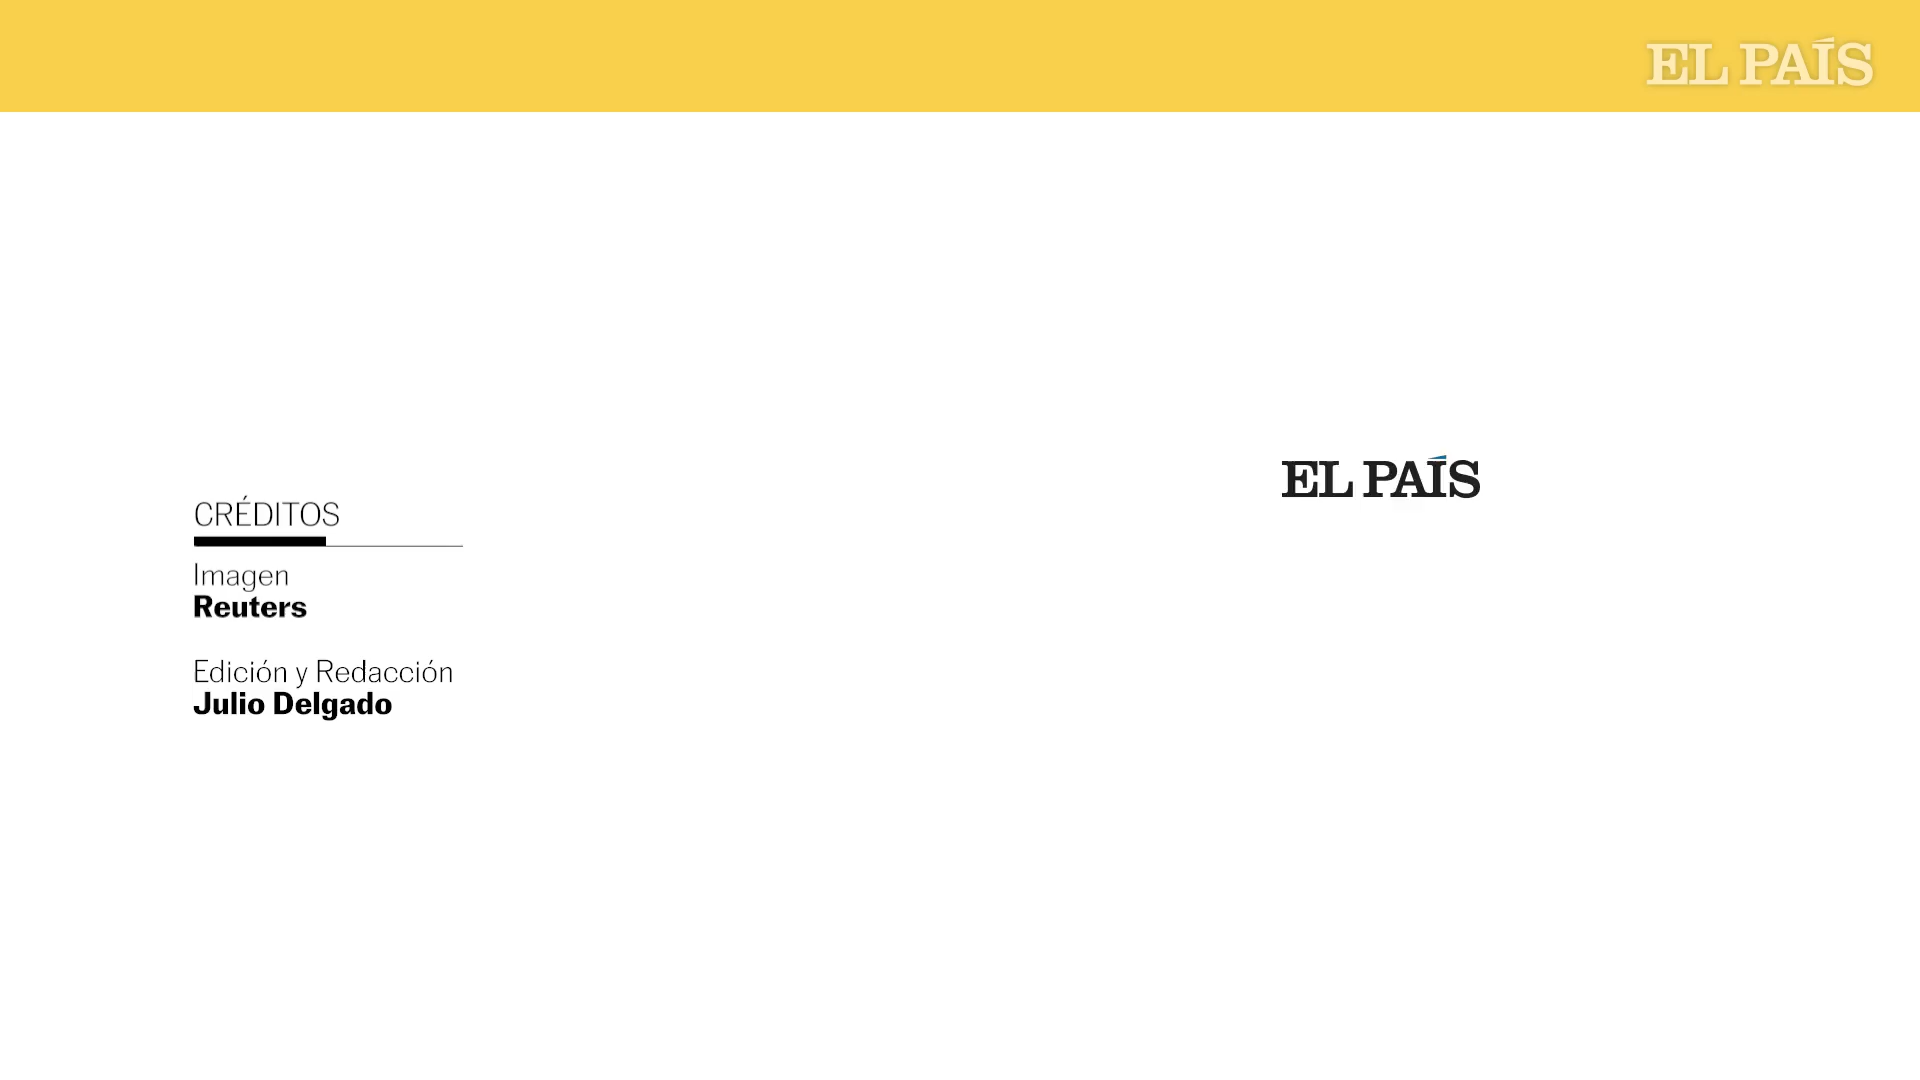 EL PAÍS
EL PAÍS
CRÉDITOS
Imagen
Reuters
Edición y Redacción
Julio Delgado